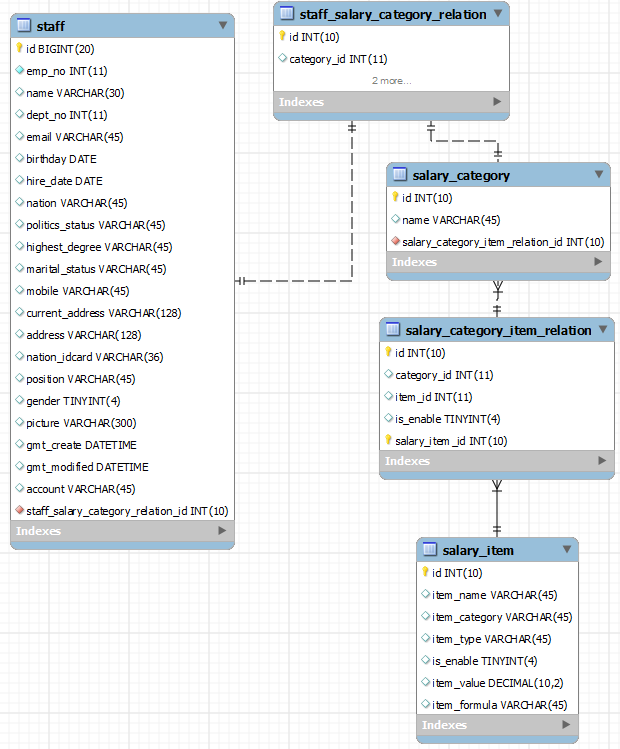 staff
id BIGINT(20)
emp_no INT(11)
name VARCHAR(30)
dept_no INT(11)
email VARCHAR(45)
birthday DATE
hire_date DATE
nation VARCHAR(45)
politics_status VARCHAR(45)
highest_degree VARCHAR(45)
marital_status VARCHAR(45)
mobile VARCHAR(45)
current_address VARCHAR(128)
address VARCHAR(128)
nation_idcard VARCHAR(36)
position VARCHAR(45)
gender TINYINT(4)
picture VARCHAR(300)
gmt_create DATETIME
gmt_modified DATETIME
account VARCHAR(45)
staff_salary_category_relation_id INT(10)
Indexes
staff_salary_category_relation
id INT(10)
category_id INT(11)
2 more...
Indexes
salary_category
id INT(10)
name VARCHAR(45)
salary_category_item_relation_id INT(10)
Indexes
salary_category_item_relation
id INT(10)
category_id INT(11)
item_id INT(11)
is_enable TINYINT(4)
salary_item_id INT(10)
Indexes
salary_item
id INT(10)
item_name VARCHAR(45)
item_category VARCHAR(45)
item_type VARCHAR(45)
is_enable TINYINT(4)
item_value DECIMAL(10,2)
item_formula VARCHAR(45)
Indexes